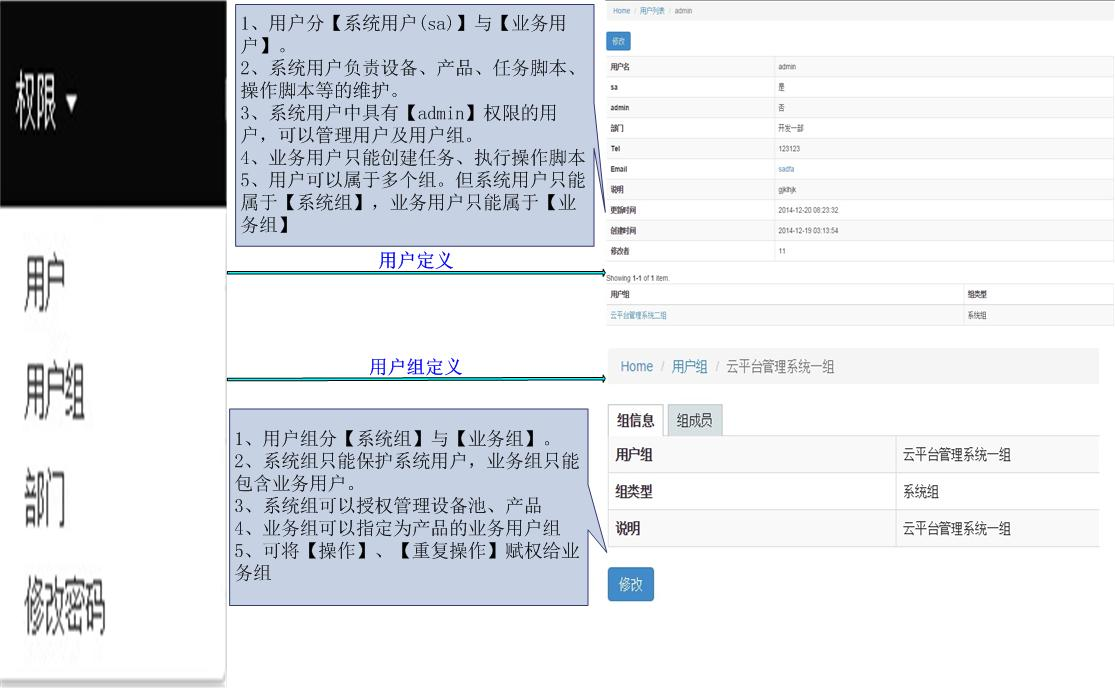 权限 ▼
用户
用户组
部门
修改密码
1、用户分【系统用户(sa)】与【业务用
户】。
2、系统用户负责设备、产品、任务脚本、
操作脚本等的维护。
3、系统用户中具有【admin】权限的用
户，可以管理用户及用户组。
4、业务用户只能创建任务、执行操作脚本
5、用户可以属于多个组。但系统用户只能
属于【系统组】，业务用户只能属于【业
务组】
用户定义
用户组定义
1、用户组分【系统组】与【业务组】。
2、系统组只能保护系统用户，业务组只能
包含业务用户。
3、系统组可以授权管理设备池、产品
4、业务组可以指定为产品的业务用户组
5、可将【操作】、【重复操作】赋权给业
务组
Home / 用户列表 / admin
修改
用户名 admin
sa 是
admin 否
部门 开发一部
Tel 123123
Email sadfa
说明 gjklhjk
更新时间 2014-12-20 08:23:32
创建时间 2014-12-19 03:13:54
修改者 11
Showing 1-1 of 1 item.
用户组 组类型
云平台管理系统二组 系统组
Home / 用户组 / 云平台管理系统一组
组信息 组成员
用户组 云平台管理系统一组
组类型 系统组
说明 云平台管理系统一组
修改